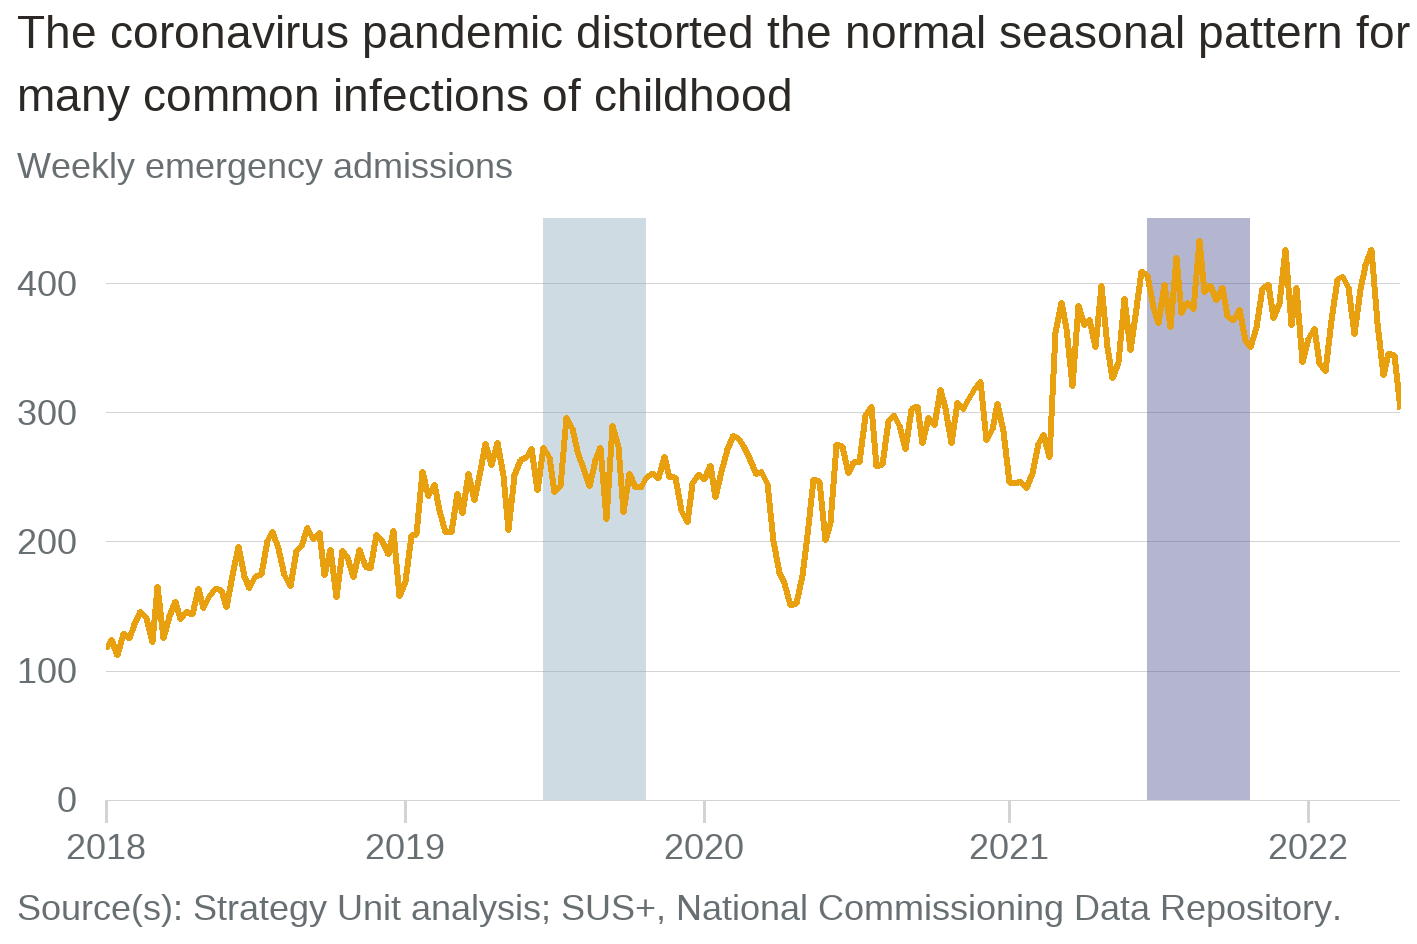 The coronavirus pandemic distorted the normal seasonal pattern for
many common infections of childhood
Weekly emergency admissions
400
300
200
100
0
2018 2019 2020 2021 2022
Source(s): Strategy Unit analysis; SUS+, National Commissioning Data Repository.